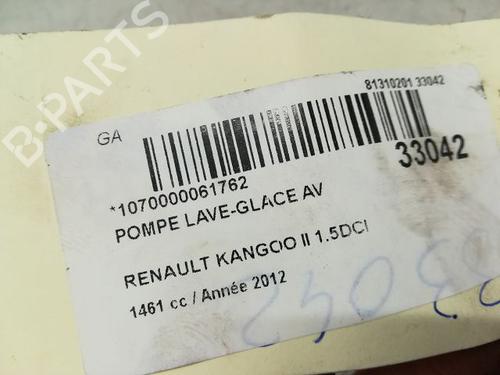 B-PARTS
GA
81310201 33042
33042
*1070000061762
POMPE LAVE-GLACE AV
RENAULT KANGOO II 1.5DCI
1461 cc / Année 2012
33042